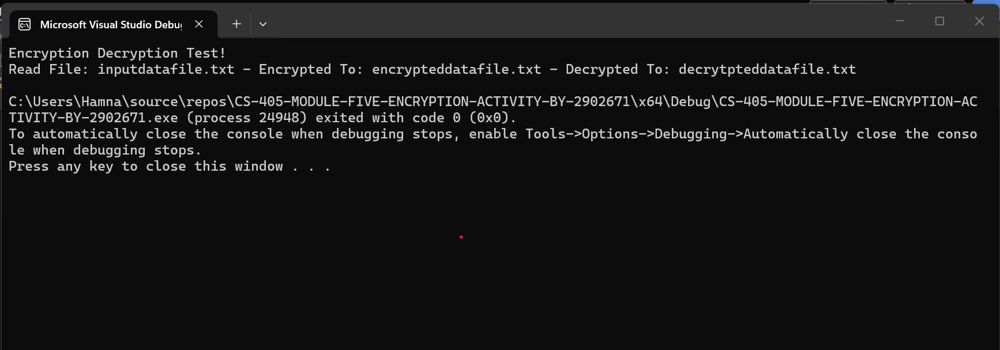 Microsoft Visual Studio Debu
Encryption Decryption Test!
Read File: inputdatafile.txt - Encrypted To: encrypteddatafile.txt - Decrypted To: decrytpteddatafile.txt
C:\Users\Hamna\source\repos\CS-405-MODULE-FIVE-ENCRYPTION-ACTIVITY-BY-2902671\x64\Debug\CS-405-MODULE-FIVE-ENCRYPTION-AC
TIVITY-BY-2902671.exe (process 24948) exited with code 0 (0x0).
To automatically close the console when debugging stops, enable Tools->Options->Debugging->Automatically close the conso
le when debugging stops.
Press any key to close this window . . .